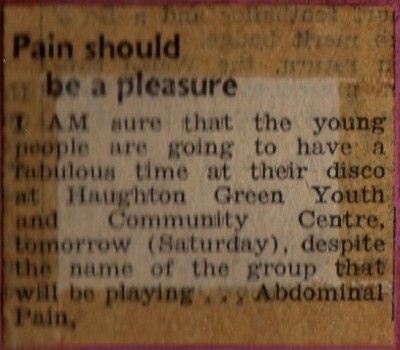 Pain should
be a pleasure
I AM sure that the young
people are going to have a
fabulous time at their disco
at Haughton Green Youth
and Community Centre,
tomorrow (Saturday), despite
the name of the group that
will be playing . . . Abdominal
Pain.